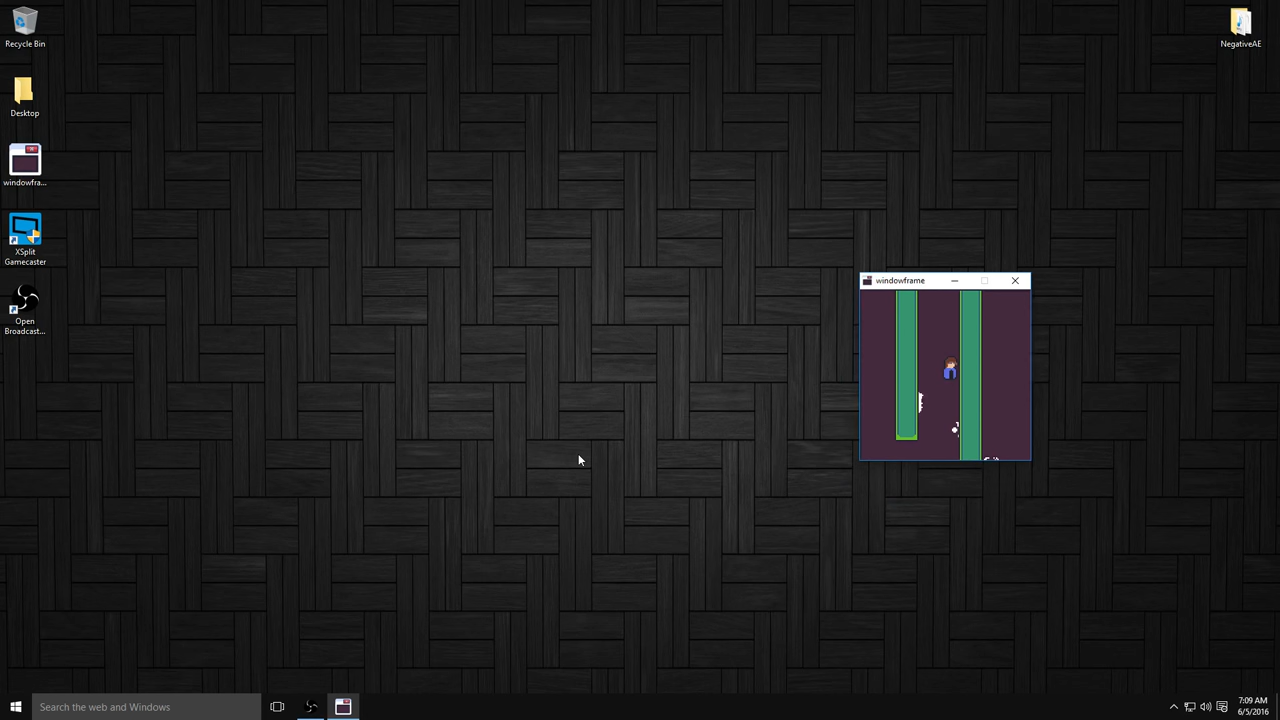 Recycle Bin
NegativeAE
Desktop
windowfra...
XSplit
Gamecaster
windowframe
Open
Broadcast...
Search the web and Windows
7:09 AM
6/5/2016